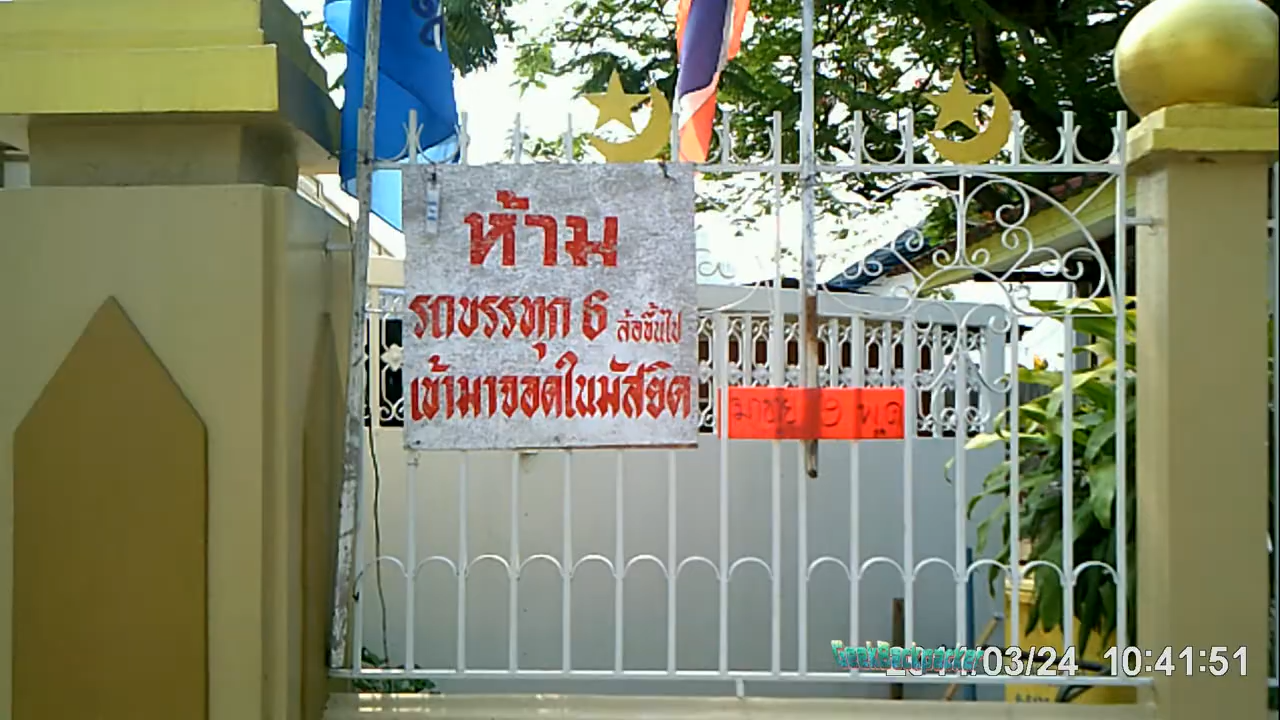 ห้าม
รถบรรทุก 6 ล้อขึ้นไป
เข้ามาจอดในมัสยิด
GeekBackpacker
03/24 10:41:51